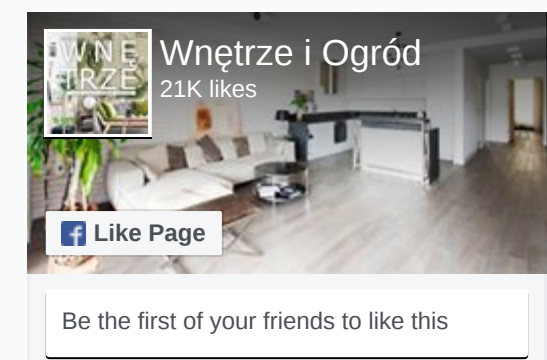 WNĘ
TRZE
Wnętrze i Ogród
21K likes
Like Page
Be the first of your friends to like this